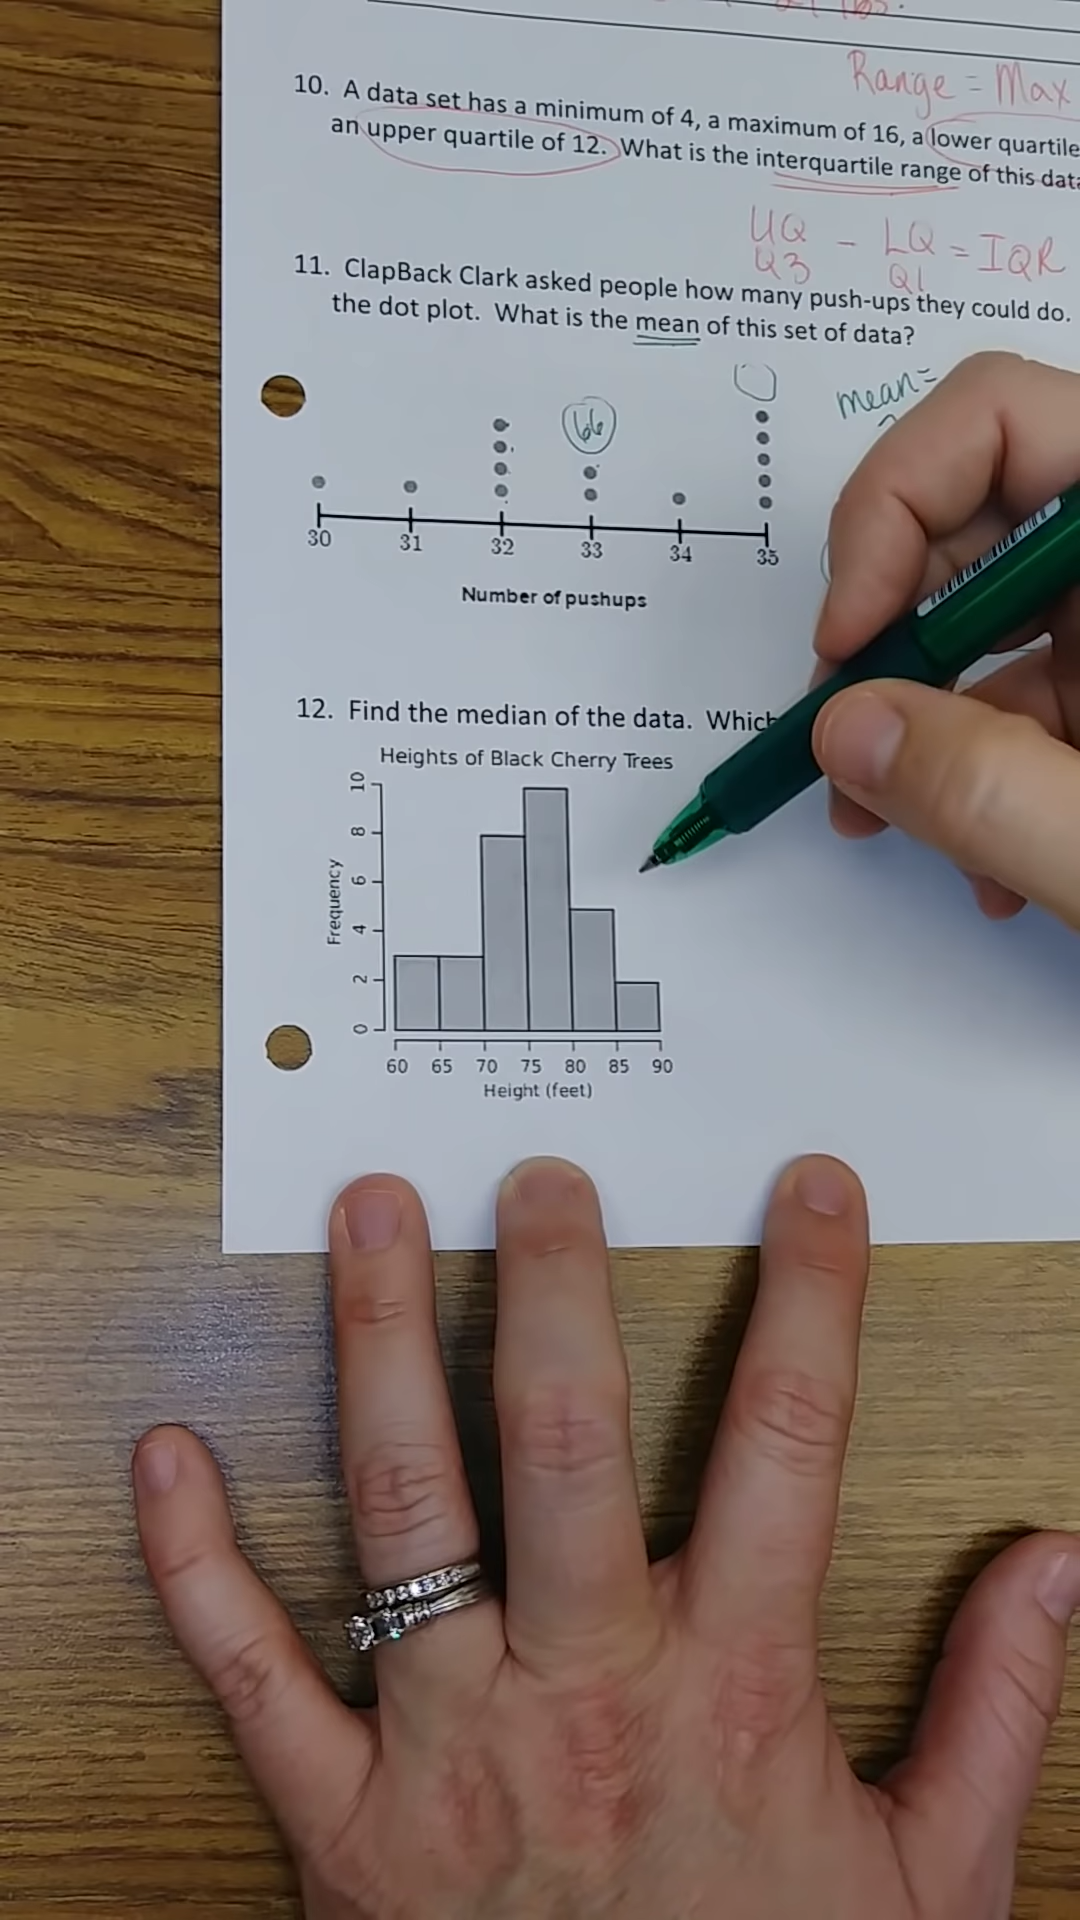 Range = Max
10. A data set has a minimum of 4, a maximum of 16, a lower quartile
an upper quartile of 12. What is the interquartile range of this data
UQ - LQ = IQR
Q3 Q1
11. ClapBack Clark asked people how many push-ups they could do.
the dot plot. What is the mean of this set of data?
mean=
66
30 31 32 33 34 35
Number of pushups
12. Find the median of the data. Which
Heights of Black Cherry Trees
10
8
6
4
2
0
Frequency
60 65 70 75 80 85 90
Height (feet)